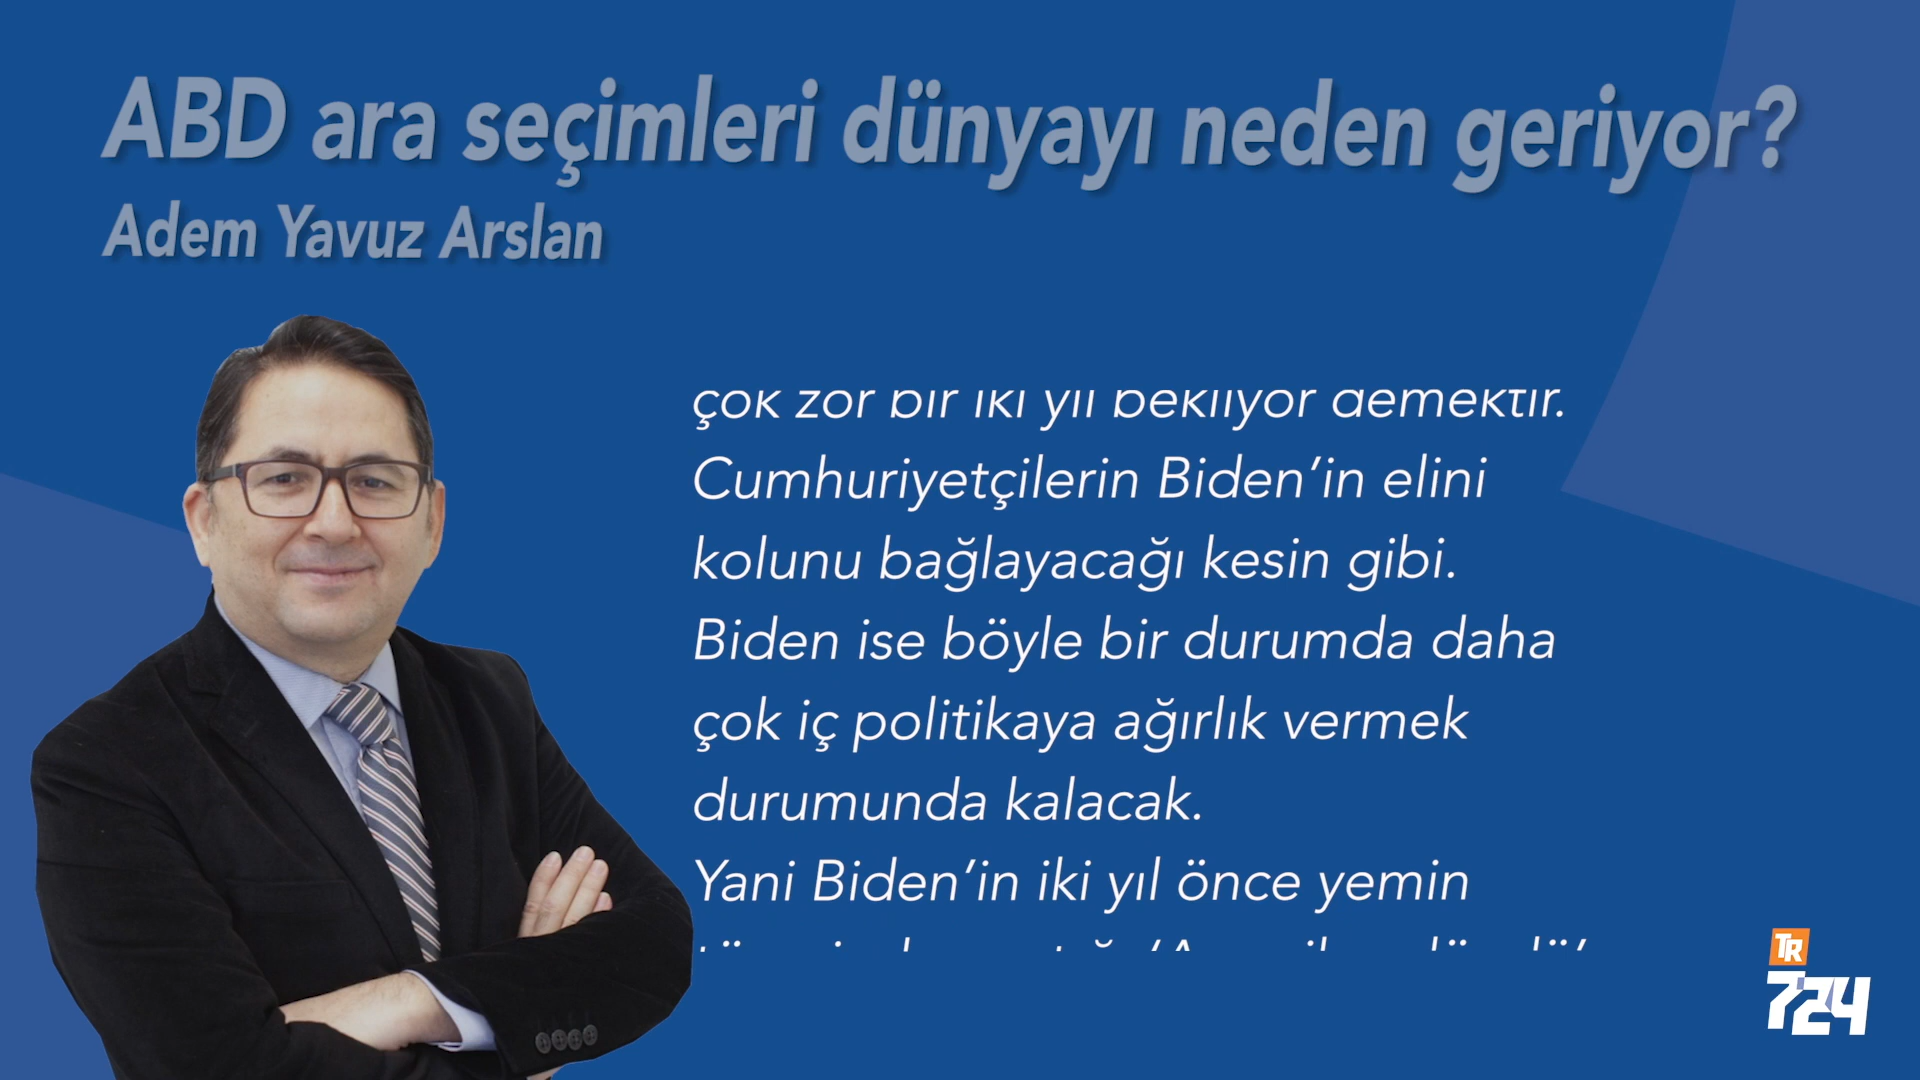 ABD ara seçimleri dünyayı neden geriyor?
Adem Yavuz Arslan
çok zor bir iki yıl bekliyor demektir.
Cumhuriyetçilerin Biden’in elini
kolunu bağlayacağı kesin gibi.
Biden ise böyle bir durumda daha
çok iç politikaya ağırlık vermek
durumunda kalacak.
Yani Biden’in iki yıl önce yemin
TR
724